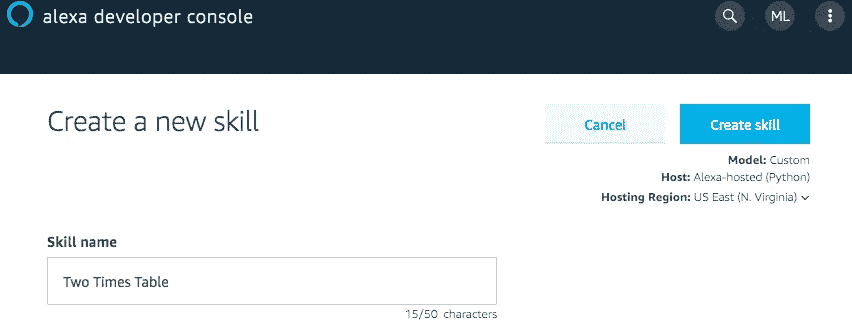 alexa developer console
ML
Create a new skill
Cancel
Create skill
Model: Custom
Host: Alexa-hosted (Python)
Hosting Region: US East (N. Virginia)
Skill name
Two Times Table
15/50 characters